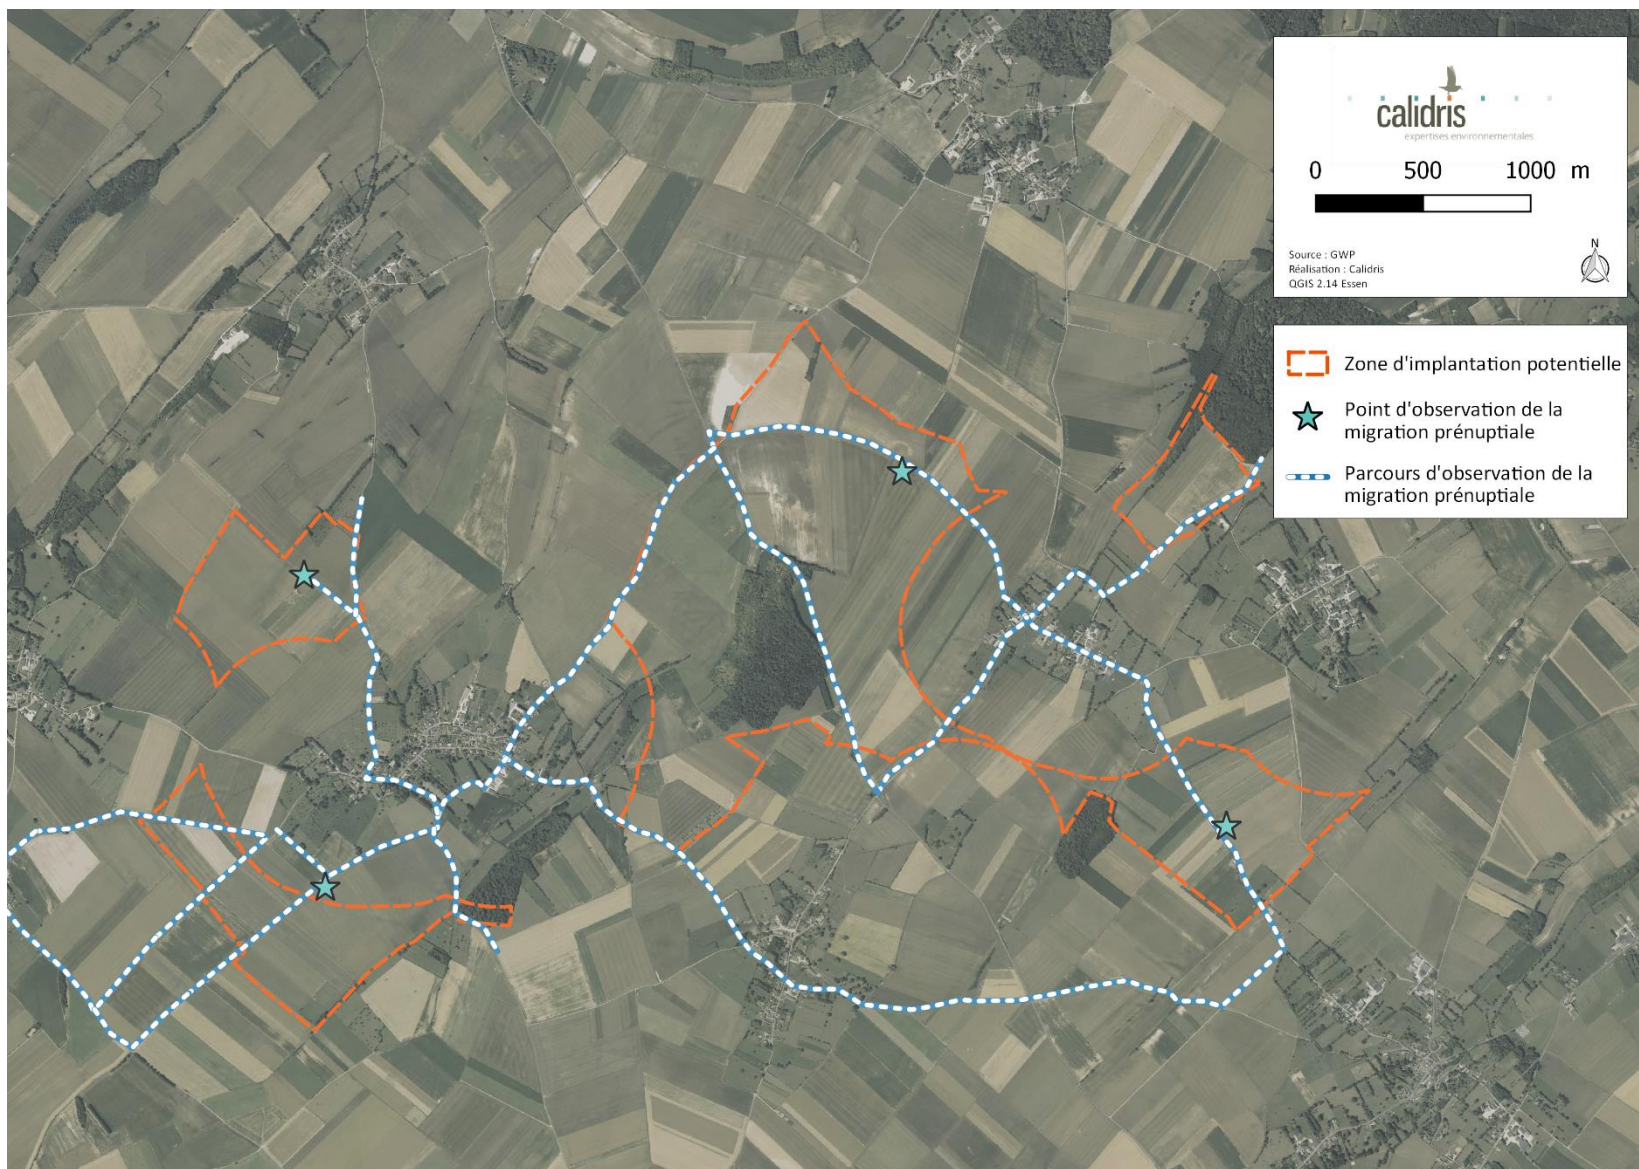 calidris
expertises environnementales
0 500 1000 m
Source : GWP
Réalisation : Calidris
QGIS 2.14 Essen
N
Zone d'implantation potentielle
Point d'observation de la
migration prénuptiale
Parcours d'observation de la
migration prénuptiale